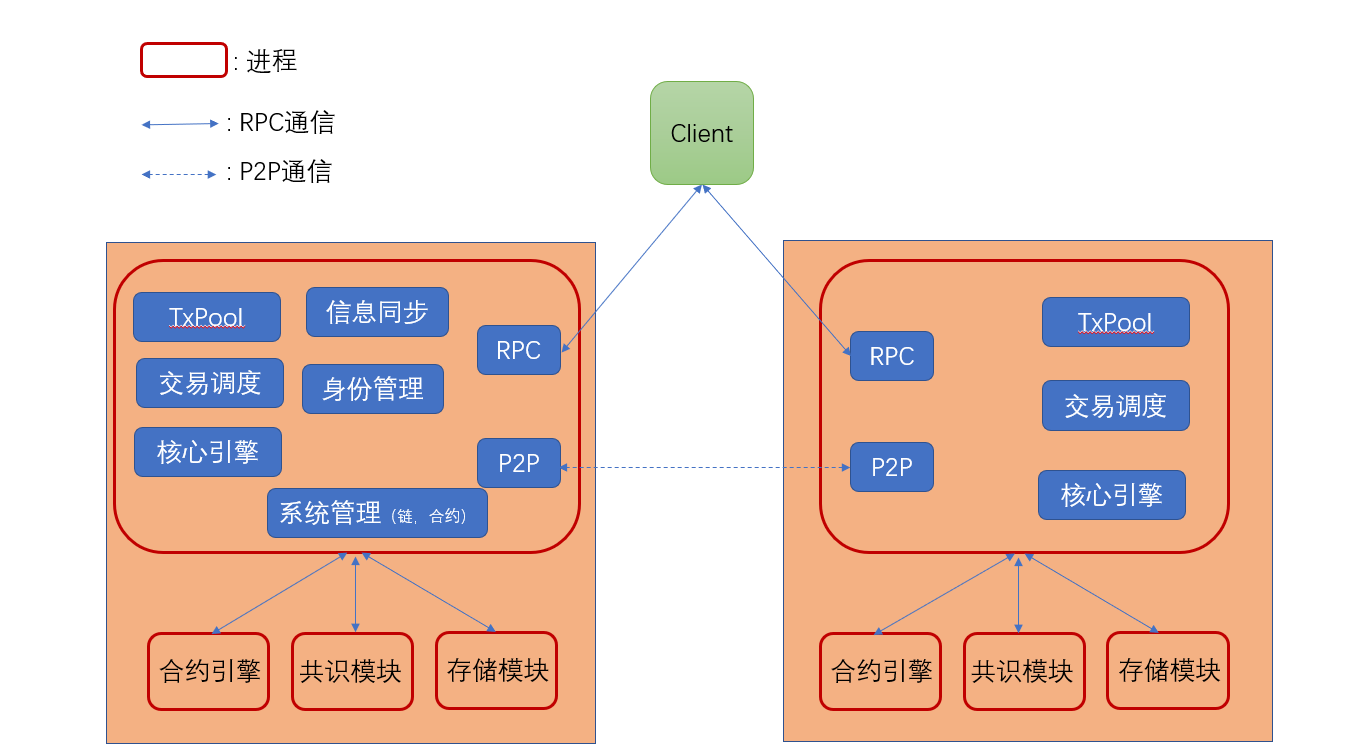 : 进程
: RPC通信
: P2P通信
Client
TxPool
信息同步
RPC
交易调度
身份管理
核心引擎
P2P
系统管理（链，合约）
合约引擎
共识模块
存储模块
TxPool
RPC
交易调度
P2P
核心引擎
合约引擎
共识模块
存储模块